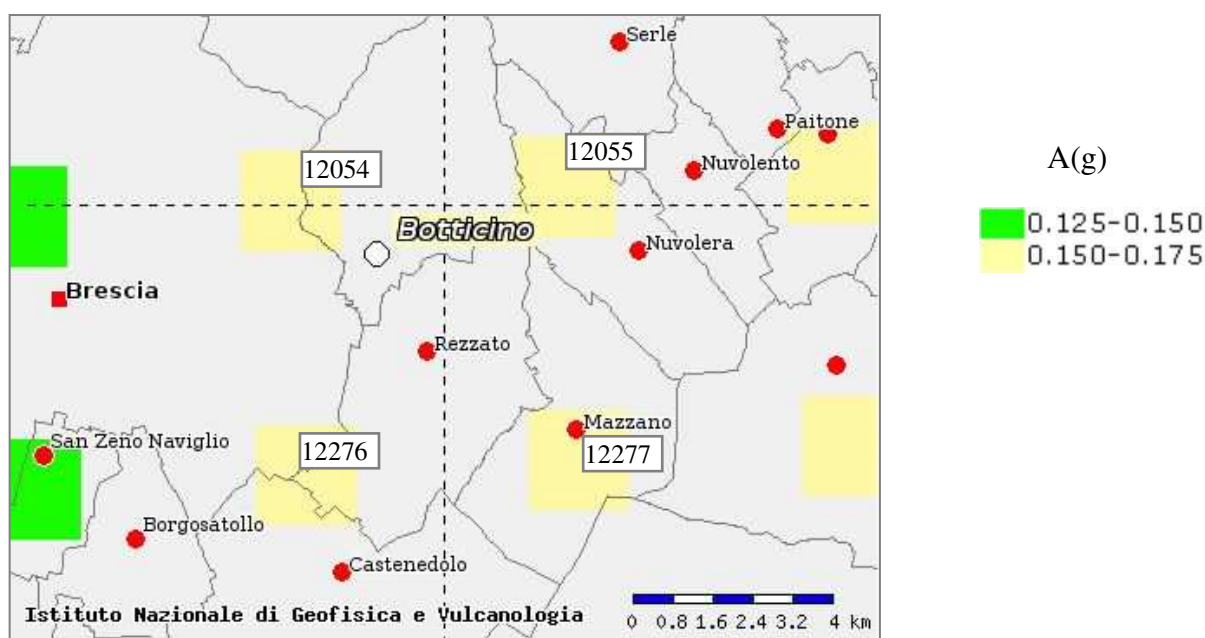 Serle
Paitone
12055
12054
Nuvolento
A(g)
Botticino
0.125-0.150
Nuvolera
0.150-0.175
Brescia
Rezzato
Mazzano
San Zeno Naviglio
12276
12277
Borgosatollo
Castenedolo
Istituto Nazionale di Geofisica e Vulcanologia
0 0.8 1.6 2.4 3.2 4 km